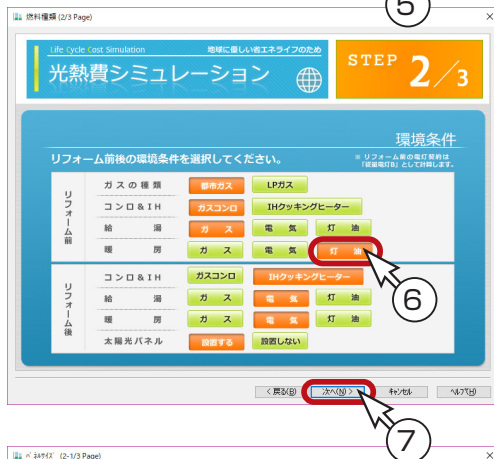 ⑤
燃料種類 (2/3 Page)
×
Life Cycle Cost Simulation 地球に優しい省エネライフのため
光熱費シミュレーション
STEP 2/3
環境条件
リフォーム前後の環境条件を選択してください。
※ リフォーム前の電灯契約は
「従量電灯B」として計算します。
リフォーム前
ガスの種類 都市ガス LPガス
コンロ&IH ガスコンロ IHクッキングヒーター
給湯 ガス 電気 灯油
暖房 ガス 電気 灯油
⑥
リフォーム後
コンロ&IH ガスコンロ IHクッキングヒーター
給湯 ガス 電気 灯油
暖房 ガス 電気 灯油
太陽光パネル 設置する 設置しない
< 戻る(B) 次へ(N) > キャンセル ヘルプ(H)
⑦
パネルサイズ (2-1/3 Page)
×